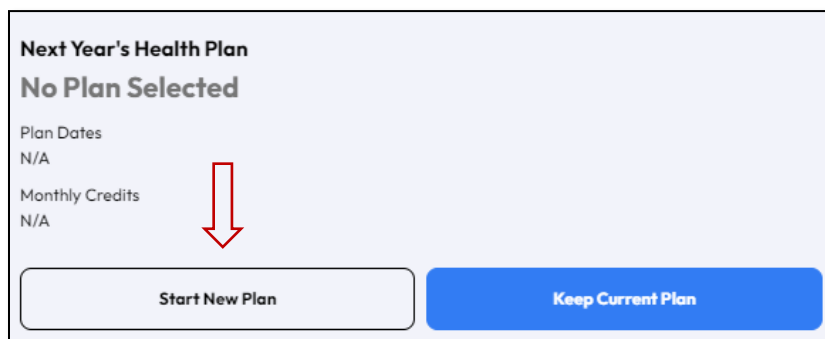 Next Year's Health Plan
No Plan Selected
Plan Dates
N/A
Monthly Credits
N/A
Start New Plan
Keep Current Plan